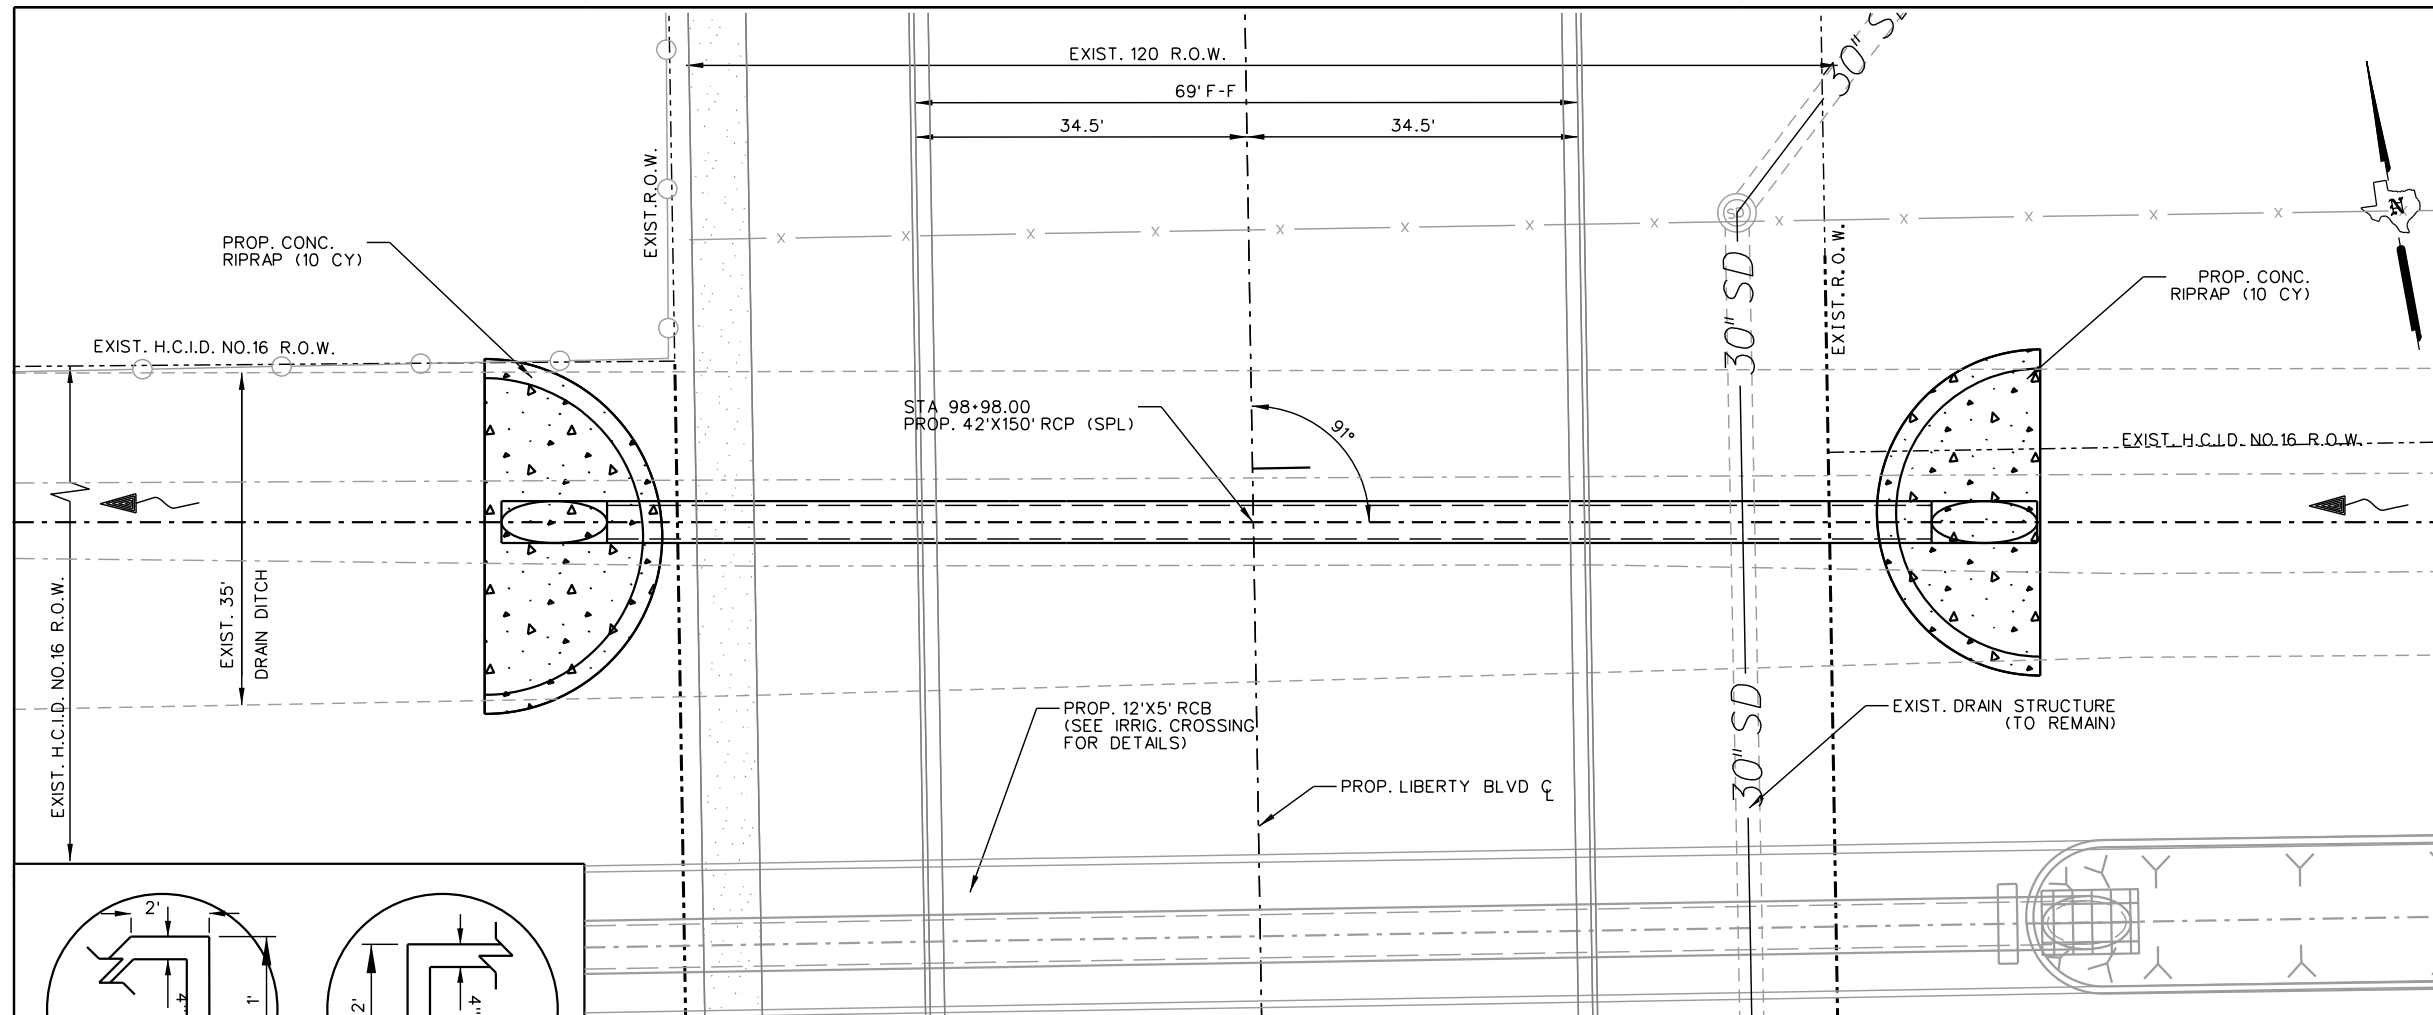 EXIST. 120 R.O.W.
69' F-F
34.5'
34.5'
30" SD
EXIST.R.O.W.
SD
PROP. CONC.
RIPRAP (10 CY)
30" SD
EXIST.R.O.W.
PROP. CONC.
RIPRAP (10 CY)
EXIST. H.C.I.D. NO.16 R.O.W.
STA 98+98.00
PROP. 42'X150' RCP (SPL)
91°
EXIST. H.C.I.D. NO.16 R.O.W.
EXIST. H.C.I.D. NO.16 R.O.W.
EXIST. 35'
DRAIN DITCH
PROP. 12'X5' RCB
(SEE IRRIG. CROSSING
FOR DETAILS)
30" SD
EXIST. DRAIN STRUCTURE
(TO REMAIN)
PROP. LIBERTY BLVD ℄
2'
4"
1'
2'
4"
N